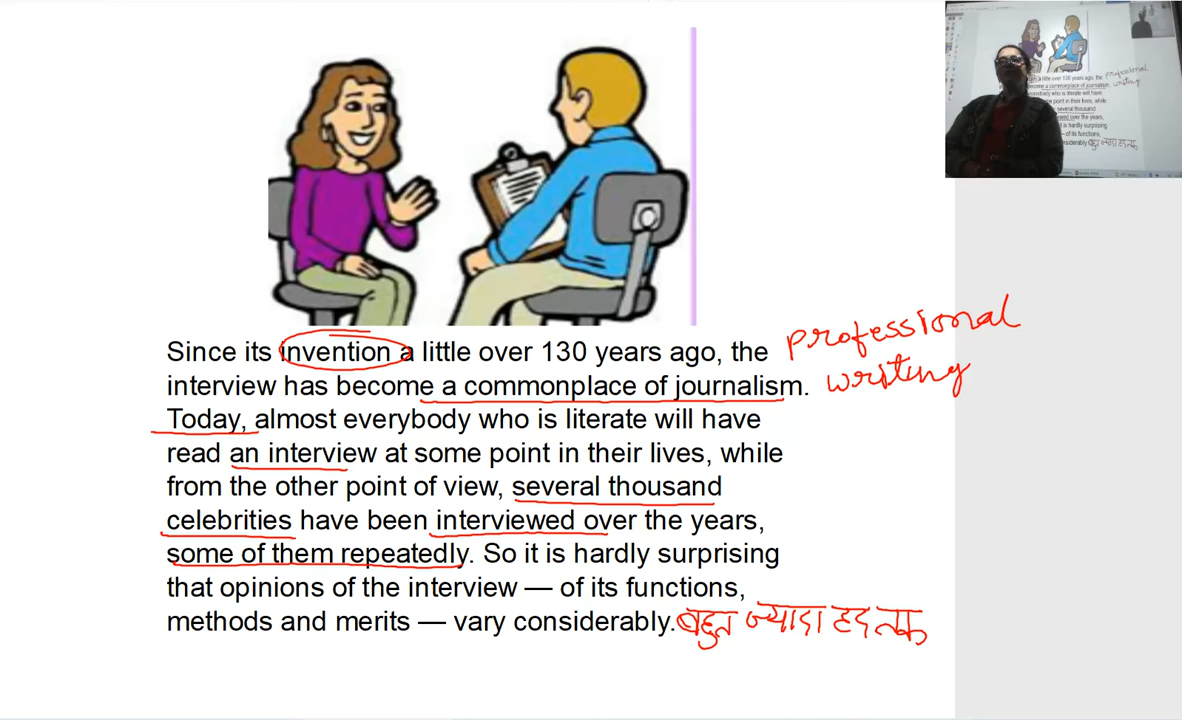 Since its invention a little over 130 years ago, the
professional
interview has become a commonplace of journalism.
writing
Today, almost everybody who is literate will have
read an interview at some point in their lives, while
from the other point of view, several thousand
celebrities have been interviewed over the years,
some of them repeatedly. So it is hardly surprising
that opinions of the interview — of its functions,
methods and merits — vary considerably.
बहुत ज्यादा हद तक